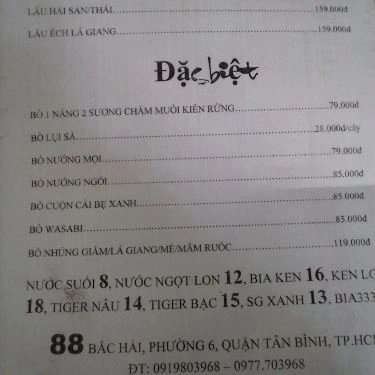 LẨU HẢI SẢN/THÁI.......159.000đ
LẨU ẾCH LÁ GIANG.......159.000đ
Đặc biệt
BÒ 1 NẮNG 2 SƯƠNG CHẤM MUỐI KIẾN RỪNG.......79.000đ
BÒ LỤI SẢ.......28.000đ/cây
BÒ NƯỚNG MỌI.......79.000đ
BÒ NƯỚNG NGÓI.......85.000đ
BÒ CUỘN CẢI BẸ XANH.......85.000đ
BÒ WASABI.......85.000đ
BÒ NHÚNG GIẤM/LÁ GIANG/MẺ/MẮM RUỐC.......119.000đ
NƯỚC SUỐI 8, NƯỚC NGỌT LON 12, BIA KEN 16, KEN LO
18, TIGER NÂU 14, TIGER BẠC 15, SG XANH 13, BIA333
88 BẮC HẢI, PHƯỜNG 6, QUẬN TÂN BÌNH, TP.HCM
ĐT: 0919803968 – 0977.703968